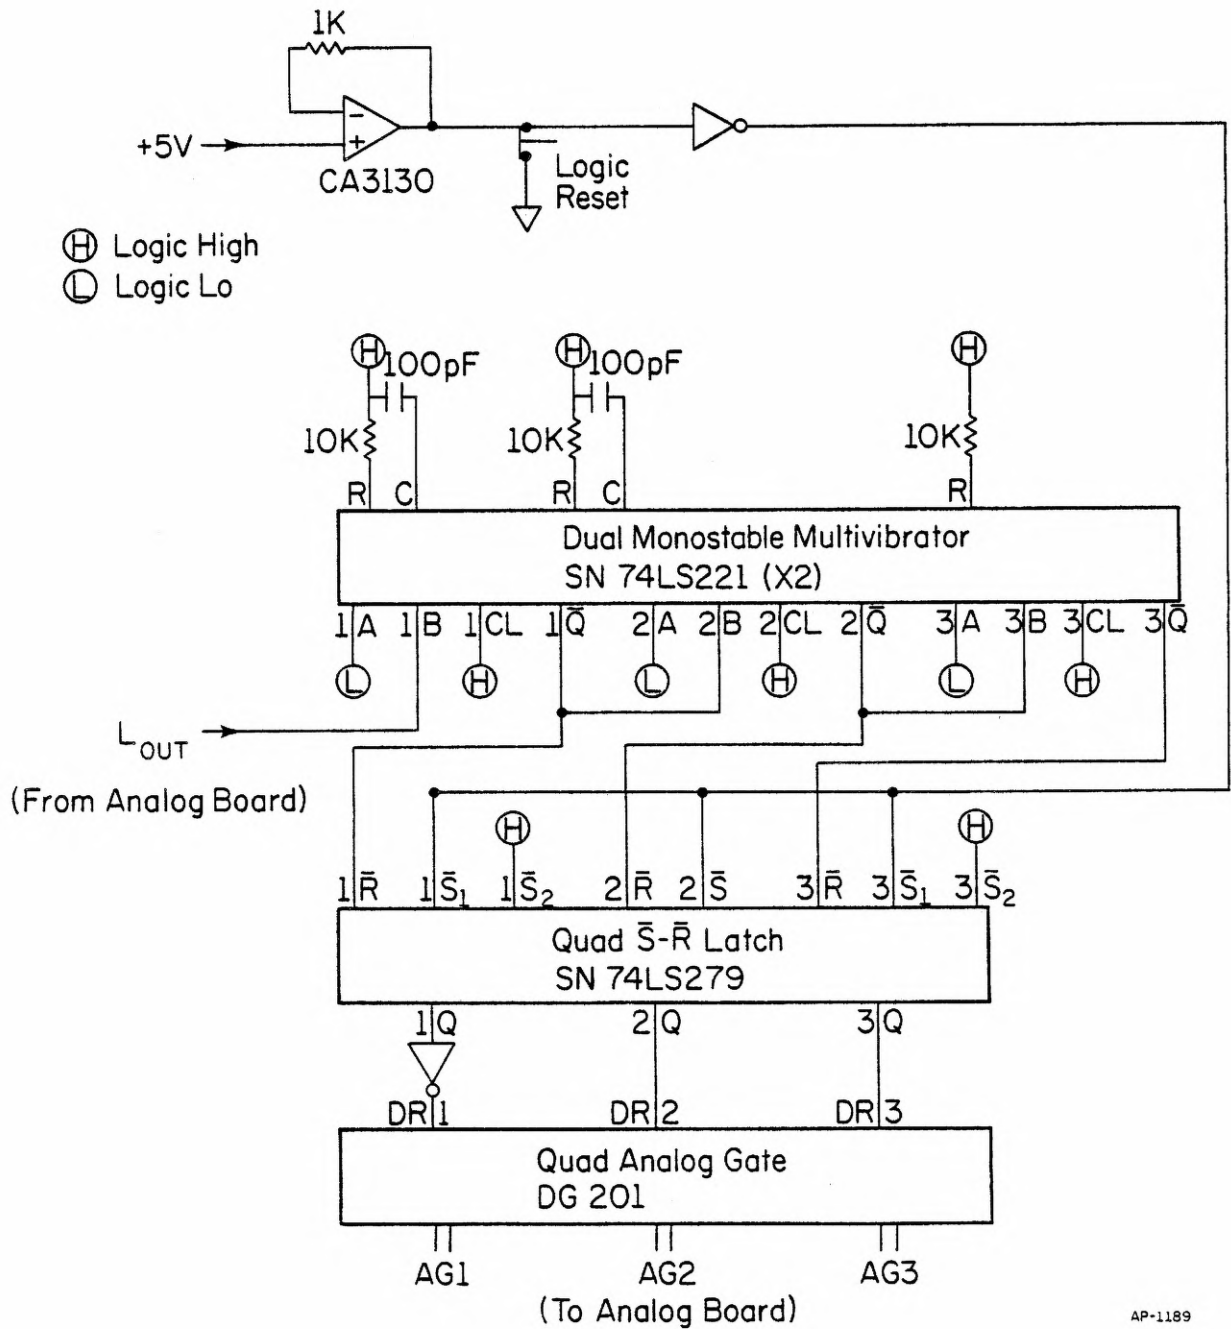 1K
−
+
+5V
CA3130
Logic
Reset
H Logic High
L Logic Lo
H
100pF
H
100pF
H
10K
10K
10K
R C
R C
R
Dual Monostable Multivibrator
SN 74LS221 (X2)
1A 1B 1CL 1Q̄ 2A 2B 2CL 2Q̄ 3A 3B 3CL 3Q̄
L H L H L H
LOUT
(From Analog Board)
H
H
1R̄ 1S̄1 1S̄2 2R̄ 2S̄ 3R̄ 3S̄1 3S̄2
Quad S̄-R̄ Latch
SN 74LS279
1Q 2Q 3Q
DR1 DR2 DR3
Quad Analog Gate
DG 201
AG1 AG2 AG3
(To Analog Board)
AP-1189